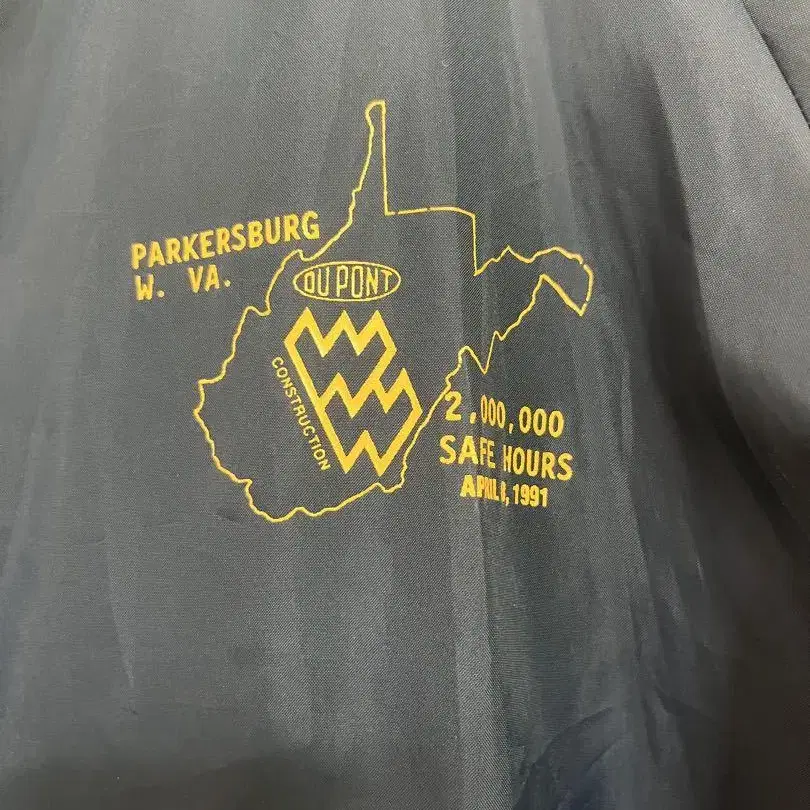 PARKERSBURG
W. VA.
DU PONT
CONSTRUCTION
2,000,000
SAFE HOURS
APRIL 8, 1991